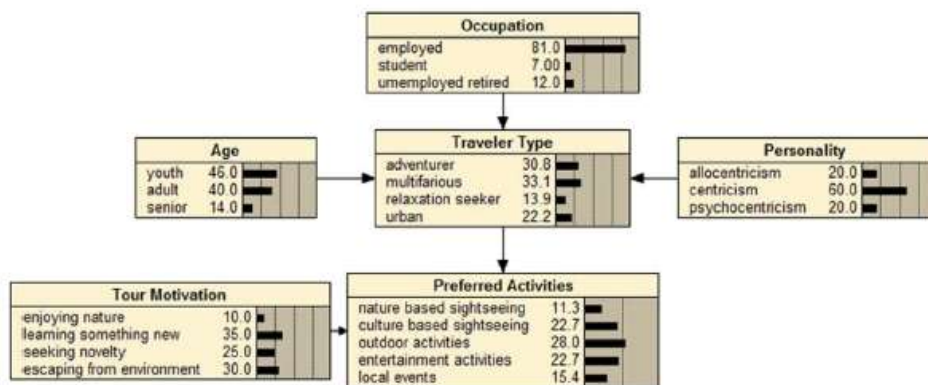 Occupation
employed 81.0
student 7.00
umemployed retired 12.0
Age
youth 46.0
adult 40.0
senior 14.0
Traveler Type
adventurer 30.8
multifarious 33.1
relaxation seeker 13.9
urban 22.2
Personality
allocentricism 20.0
centricism 60.0
psychocentricism 20.0
Tour Motivation
enjoying nature 10.0
learning something new 35.0
seeking novelty 25.0
escaping from environment 30.0
Preferred Activities
nature based sightseeing 11.3
culture based sightseeing 22.7
outdoor activities 28.0
entertainment activities 22.7
local events 15.4